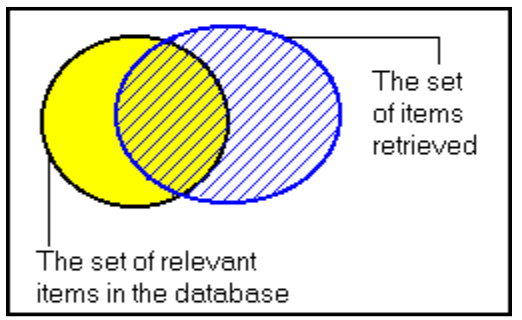 The set
of items
retrieved
The set of relevant
items in the database